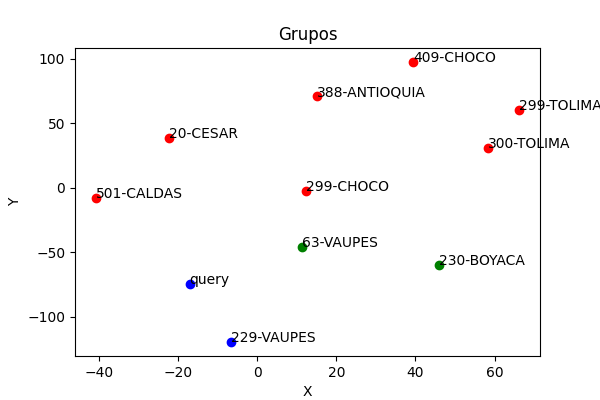 Grupos
409-CHOCO
388-ANTIOQUIA
299-TOLIMA
20-CESAR
300-TOLIMA
299-CHOCO
501-CALDAS
63-VAUPES
230-BOYACA
query
229-VAUPES
Y
100
50
0
−50
−100
−40 −20 0 20 40 60
X